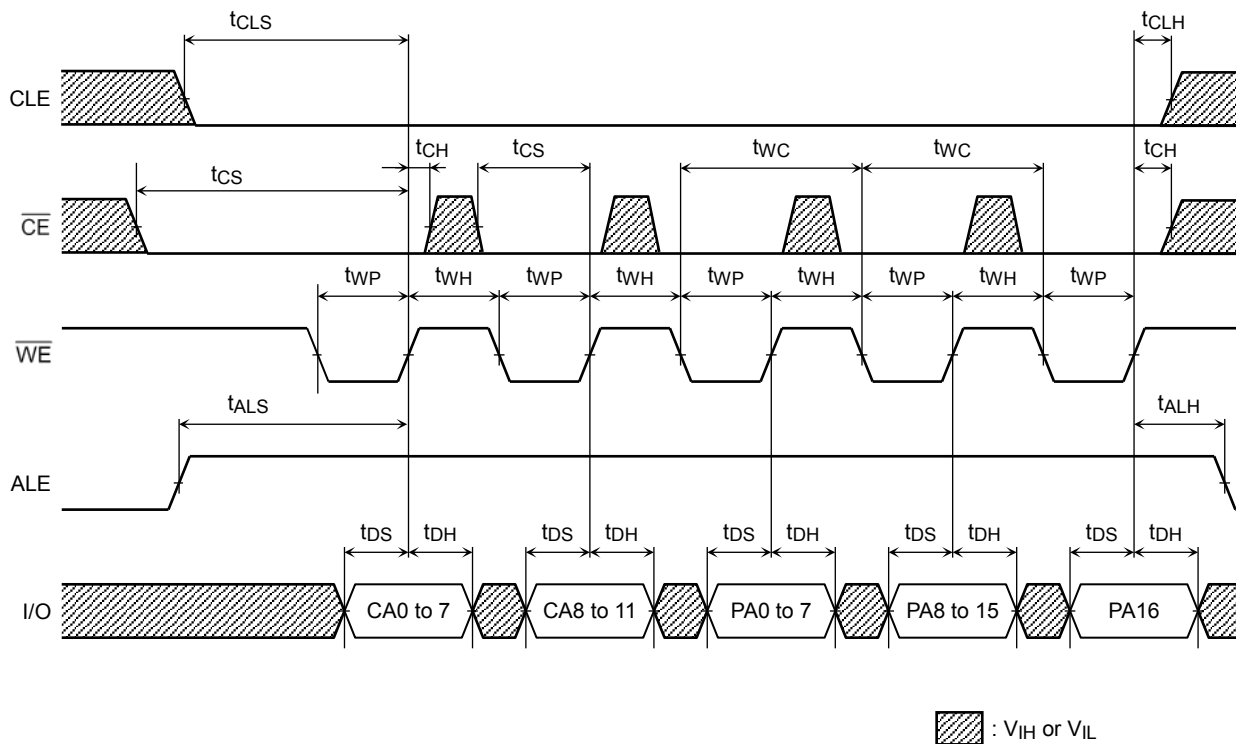 tCLS tCLH
CLE
tCH tCS tWC tWC tCH
tCS
CE
tWP tWH tWP tWH tWP tWH tWP tWH tWP
WE
tALS tALH
ALE
tDS tDH tDS tDH tDS tDH tDS tDH tDS tDH
I/O CA0 to 7 CA8 to 11 PA0 to 7 PA8 to 15 PA16
: VIH or VIL